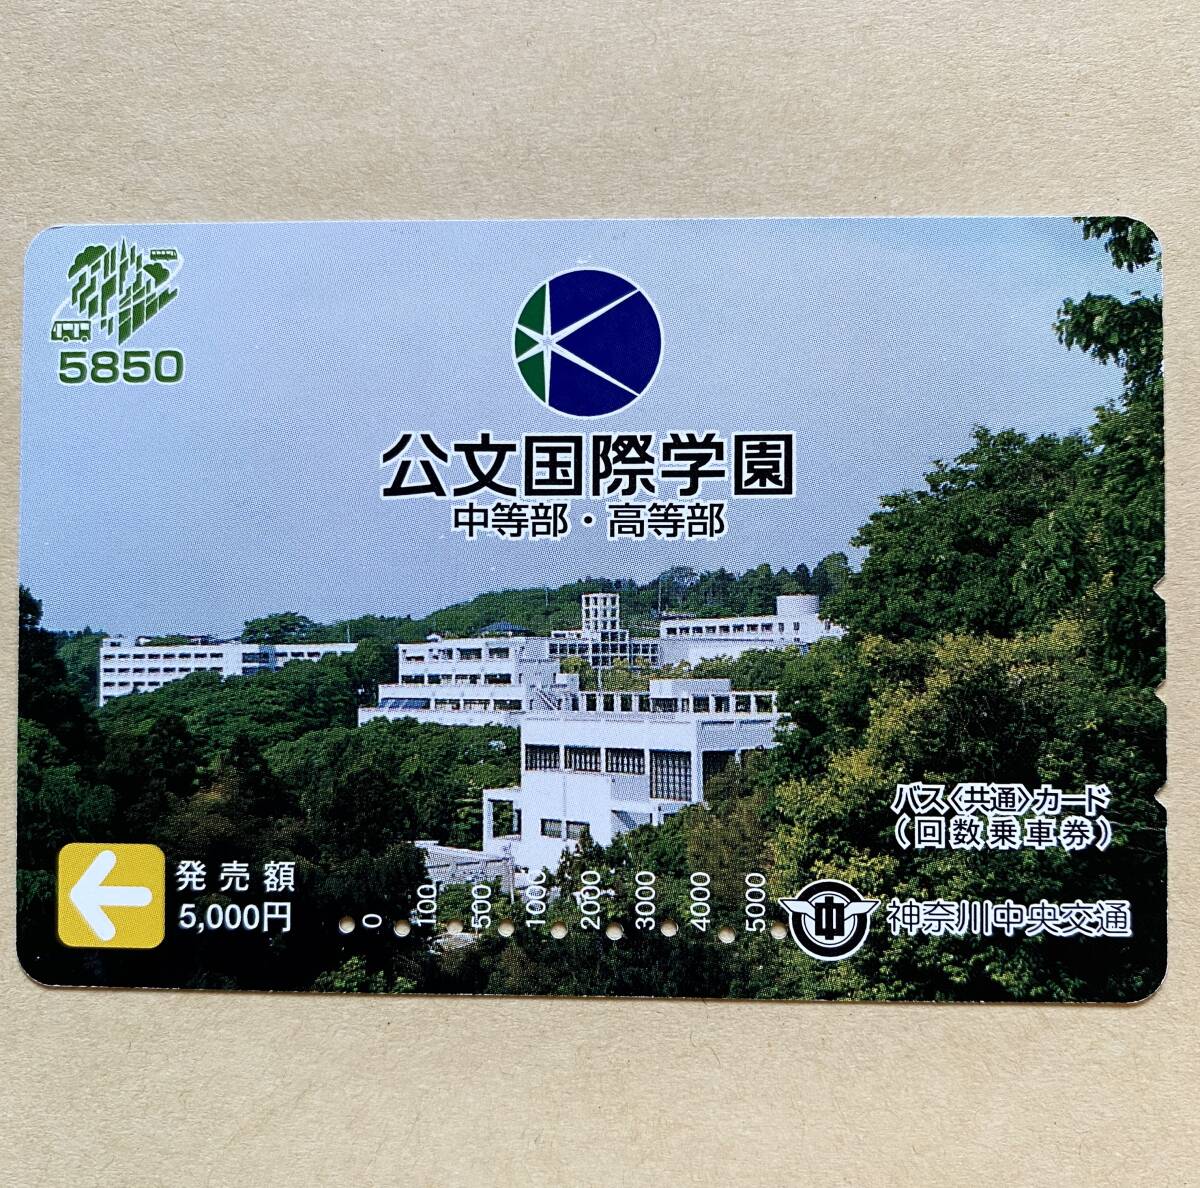 5850
公文国際学園
中等部・高等部
バス〈共通〉カード
(回数乗車券)
発売額
5,000円
0 100 500 1000 2000 3000 4000 5000
中
神奈川中央交通